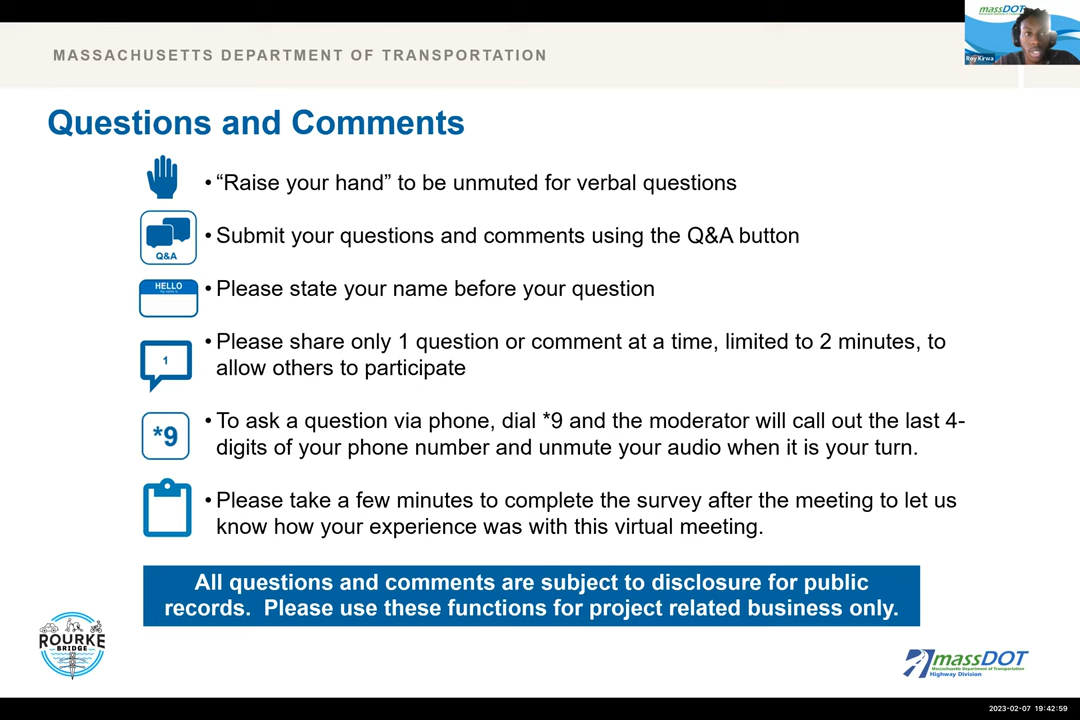 massDOT
Roy Kirwa
MASSACHUSETTS DEPARTMENT OF TRANSPORTATION
Questions and Comments
• “Raise your hand” to be unmuted for verbal questions
Q&A
• Submit your questions and comments using the Q&A button
HELLO
• Please state your name before your question
1
• Please share only 1 question or comment at a time, limited to 2 minutes, to
allow others to participate
*9
• To ask a question via phone, dial *9 and the moderator will call out the last 4-
digits of your phone number and unmute your audio when it is your turn.
• Please take a few minutes to complete the survey after the meeting to let us
know how your experience was with this virtual meeting.
All questions and comments are subject to disclosure for public
records. Please use these functions for project related business only.
ROURKE
BRIDGE
massDOT
Massachusetts Department of Transportation
Highway Division
2023-02-07 19:42:59